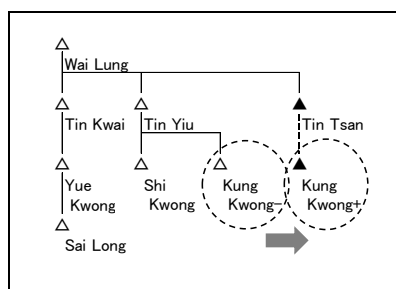 Wai Lung
Tin Kwai
Tin Yiu
Tin Tsan
Yue
Kwong
Shi
Kwong
Kung
Kwong-
Kung
Kwong+
Sai Long